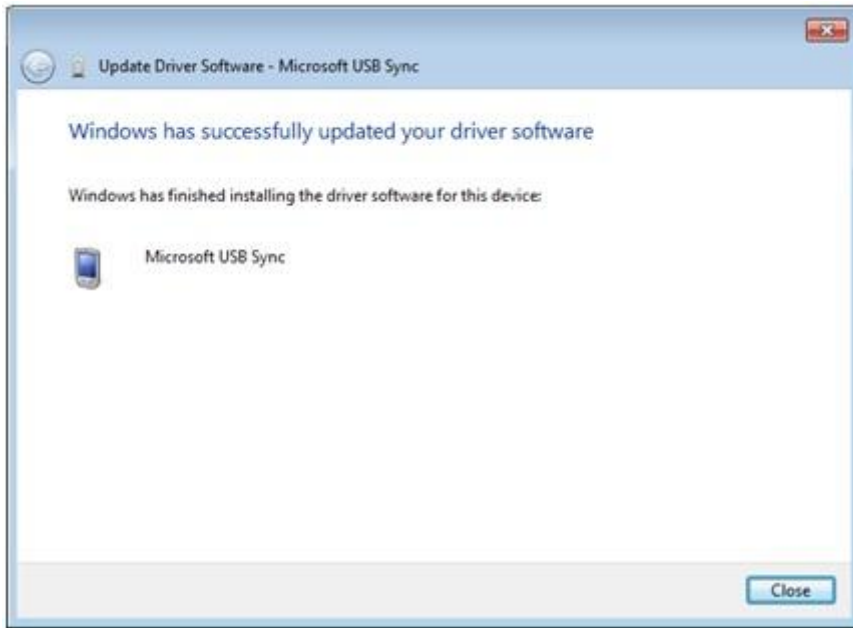 Update Driver Software - Microsoft USB Sync
Windows has successfully updated your driver software
Windows has finished installing the driver software for this device:
Microsoft USB Sync
Close